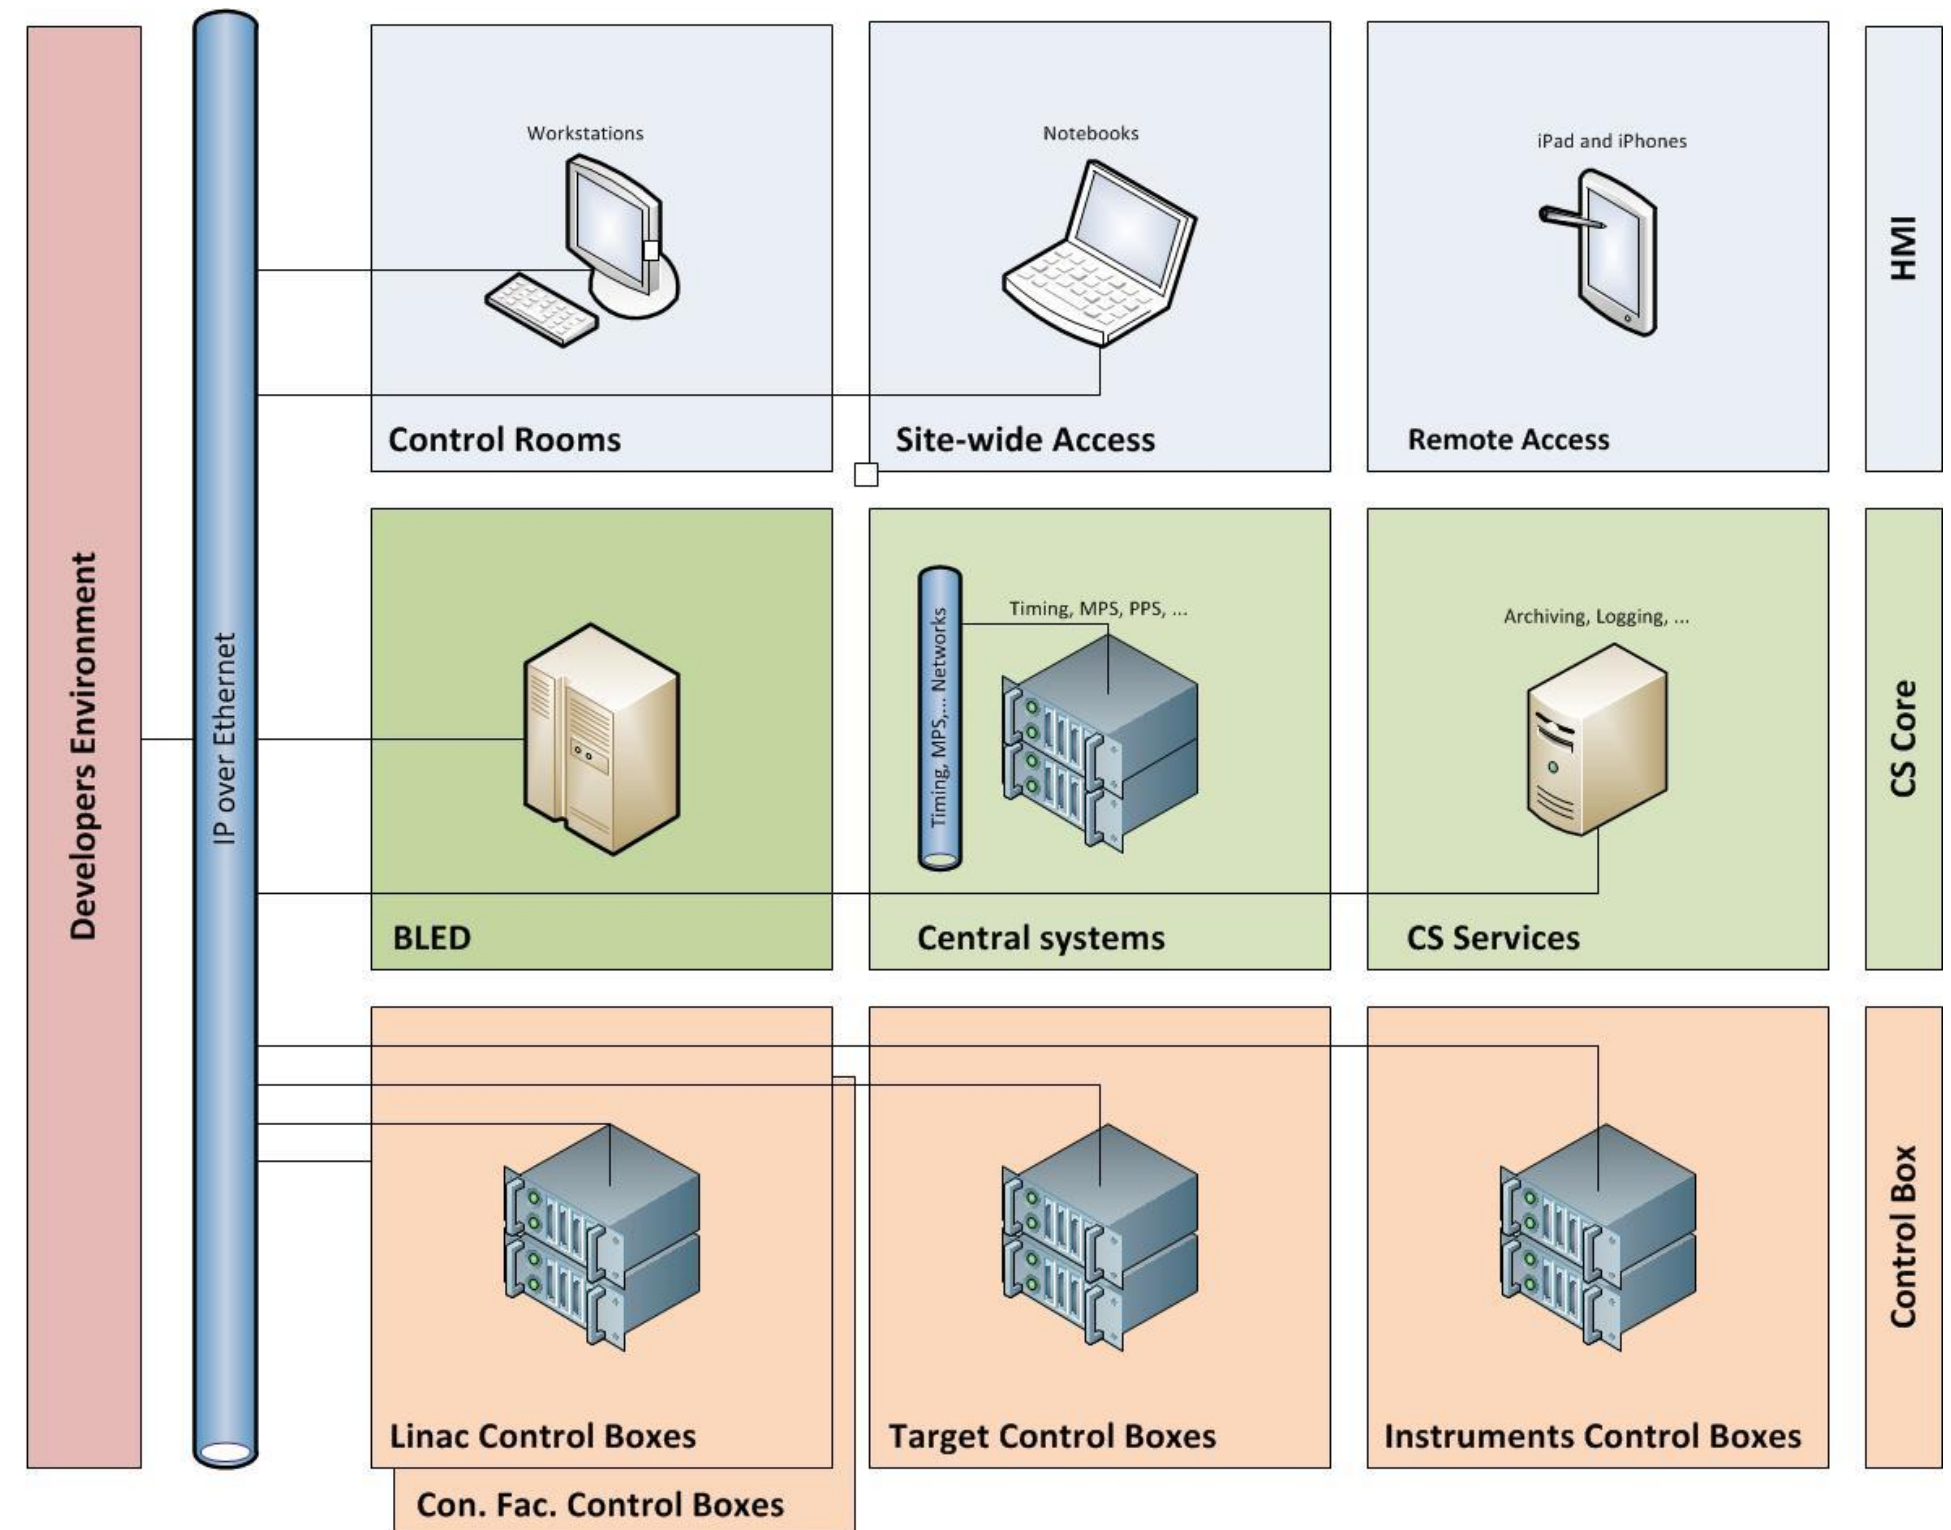 Developers Environment
IP over Ethernet
Workstations
Control Rooms
Notebooks
Site-wide Access
iPad and iPhones
Remote Access
HMI
BLED
Timing, MPS,... Networks
Timing, MPS, PPS, ...
Central systems
Archiving, Logging, ...
CS Services
CS Core
Linac Control Boxes
Con. Fac. Control Boxes
Target Control Boxes
Instruments Control Boxes
Control Box